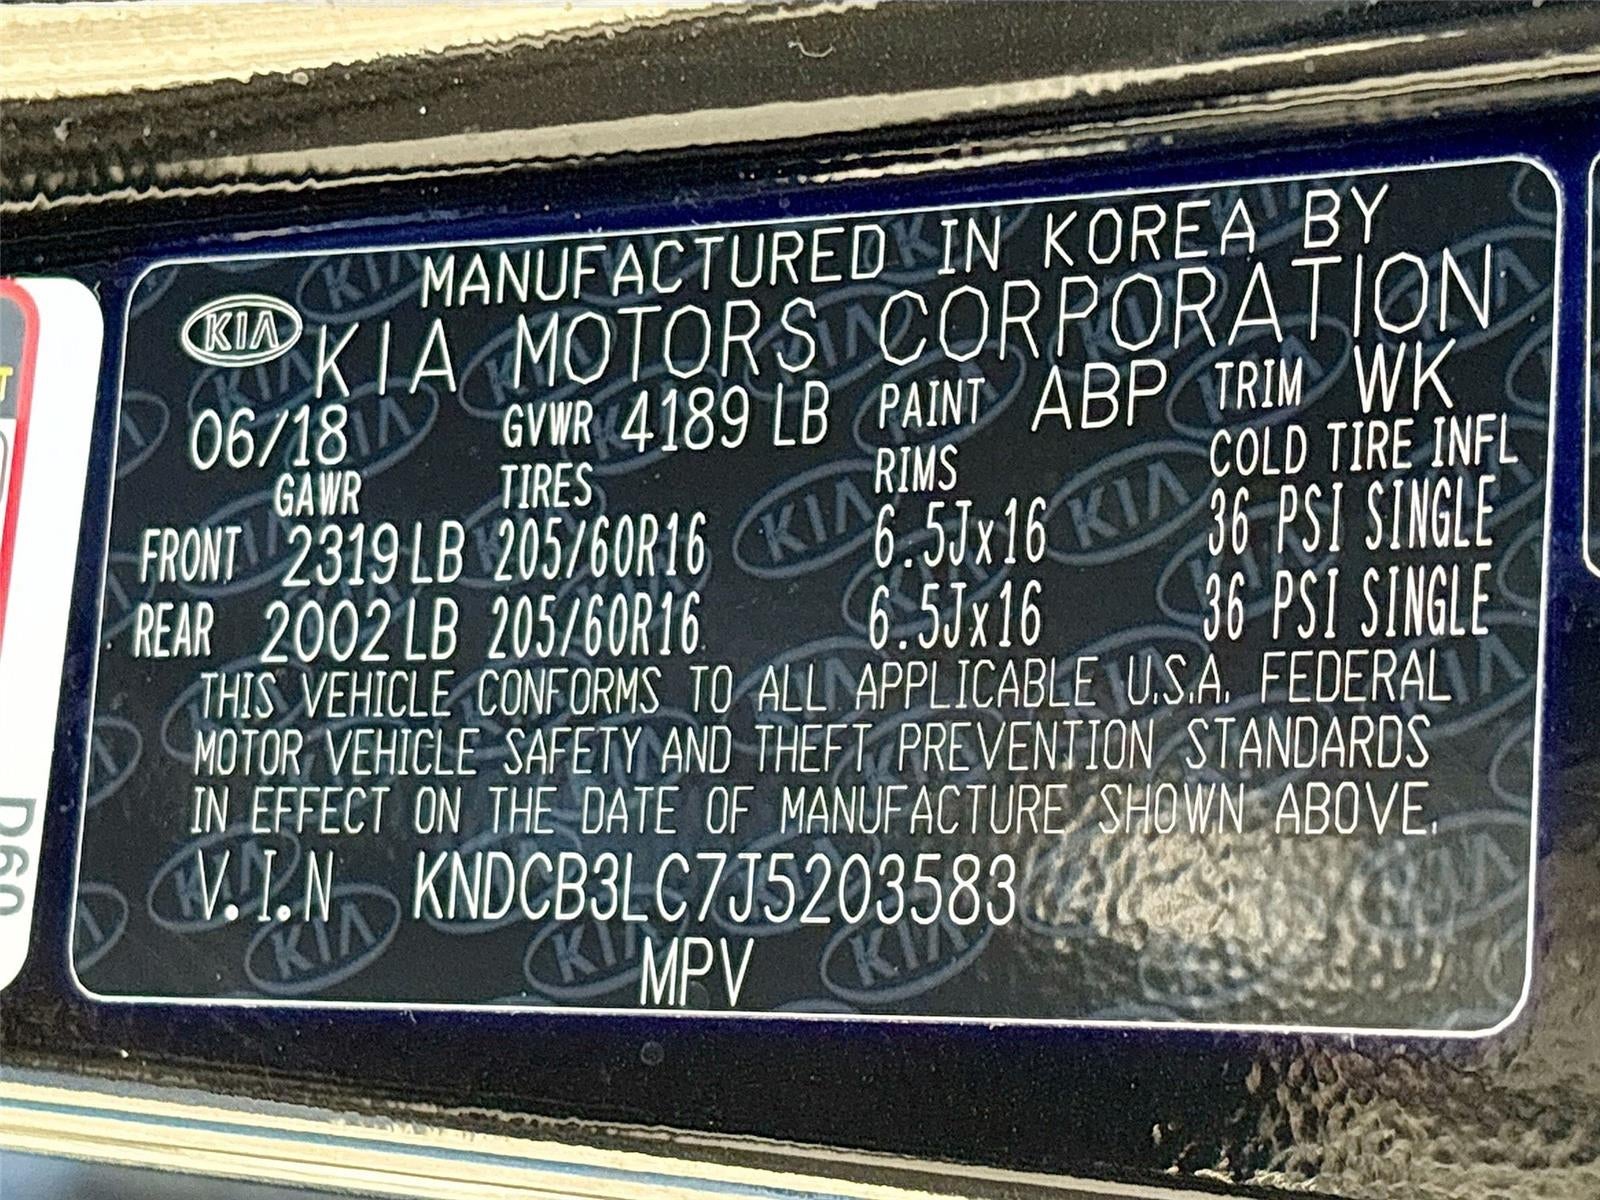 MANUFACTURED IN KOREA BY
KIA KIA MOTORS CORPORATION
06/18 GVWR 4189 LB PAINT ABP TRIM WK
GAWR TIRES RIMS COLD TIRE INFL
FRONT 2319 LB 205/60R16 6.5Jx16 36 PSI SINGLE
REAR 2002 LB 205/60R16 6.5Jx16 36 PSI SINGLE
THIS VEHICLE CONFORMS TO ALL APPLICABLE U.S.A. FEDERAL
MOTOR VEHICLE SAFETY AND THEFT PREVENTION STANDARDS
IN EFFECT ON THE DATE OF MANUFACTURE SHOWN ABOVE.
V.I.N KNDCB3LC7J5203583
MPV